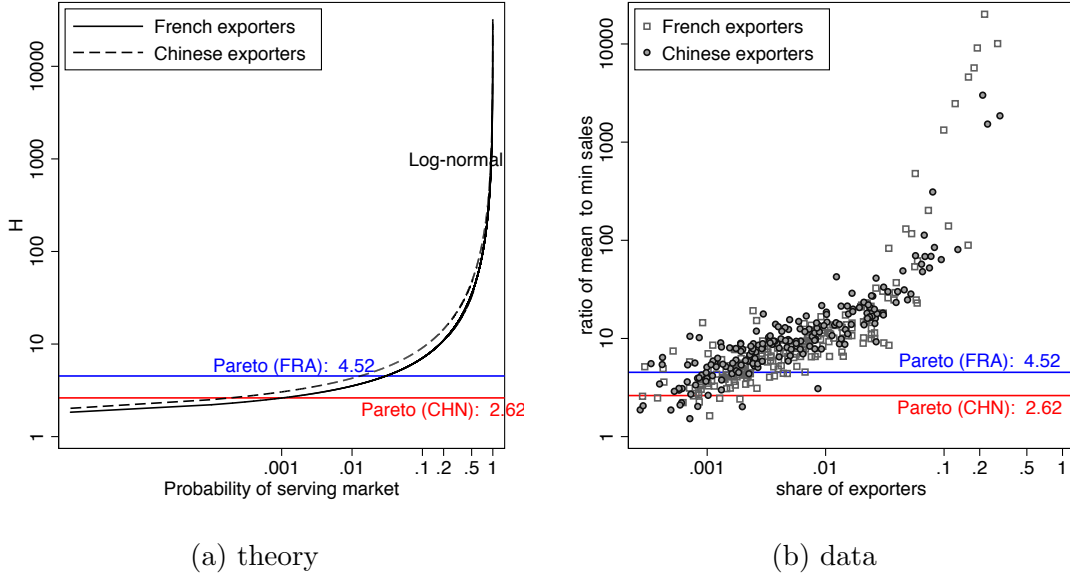 French exporters
Chinese exporters
H
1
10
100
1000
10000
Log-normal
Pareto (FRA): 4.52
Pareto (CHN): 2.62
.001
.01
.1
.2
.5
1
Probability of serving market
(a) theory
French exporters
Chinese exporters
ratio of mean to min sales
1
10
100
1000
10000
Pareto (FRA): 4.52
Pareto (CHN): 2.62
.001
.01
.1
.2
.5
1
share of exporters
(b) data